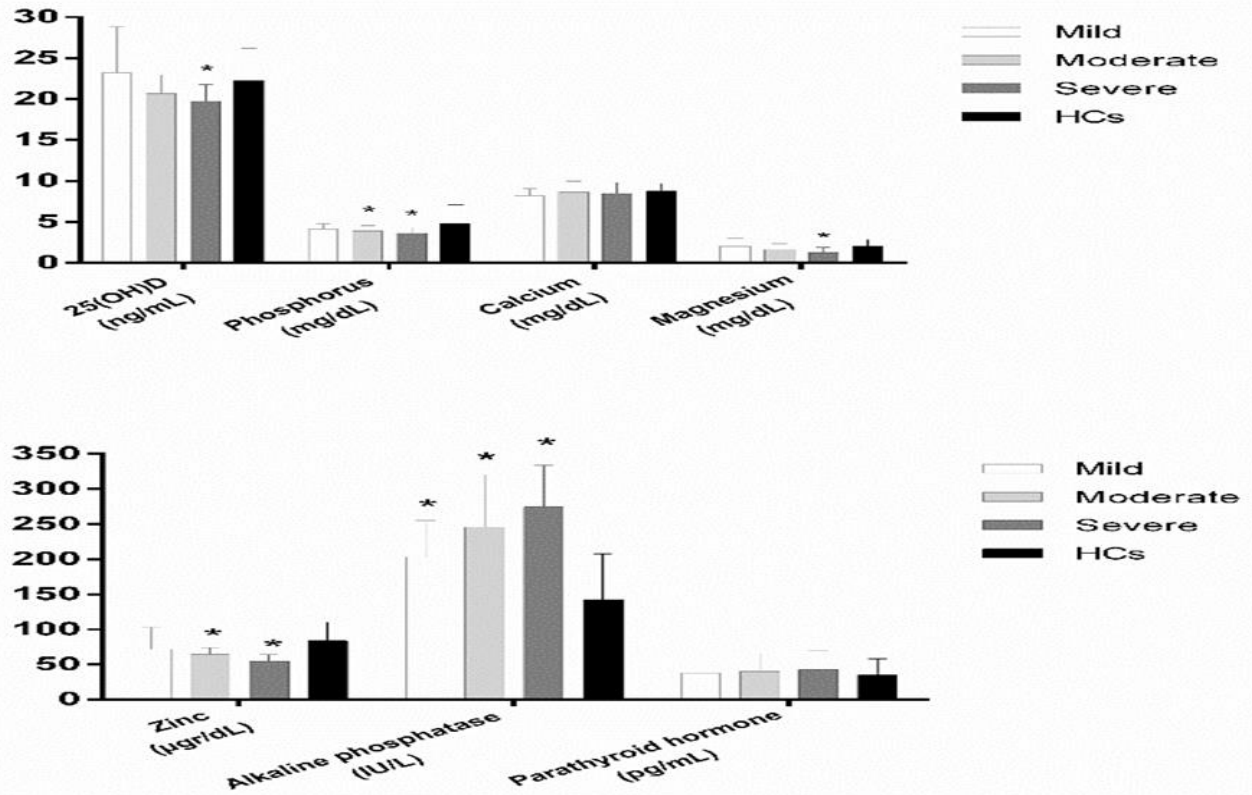 30
25
20
15
10
5
0
*
* *
*
25(OH)D
(ng/mL)
Phosphorus
(mg/dL)
Calcium
(mg/dL)
Magnesium
(mg/dL)
Mild
Moderate
Severe
HCs
350
300
250
200
150
100
50
0
* *
* * *
Zinc
(µgr/dL)
Alkaline phosphatase
(IU/L)
Parathyroid hormone
(pg/mL)
Mild
Moderate
Severe
HCs